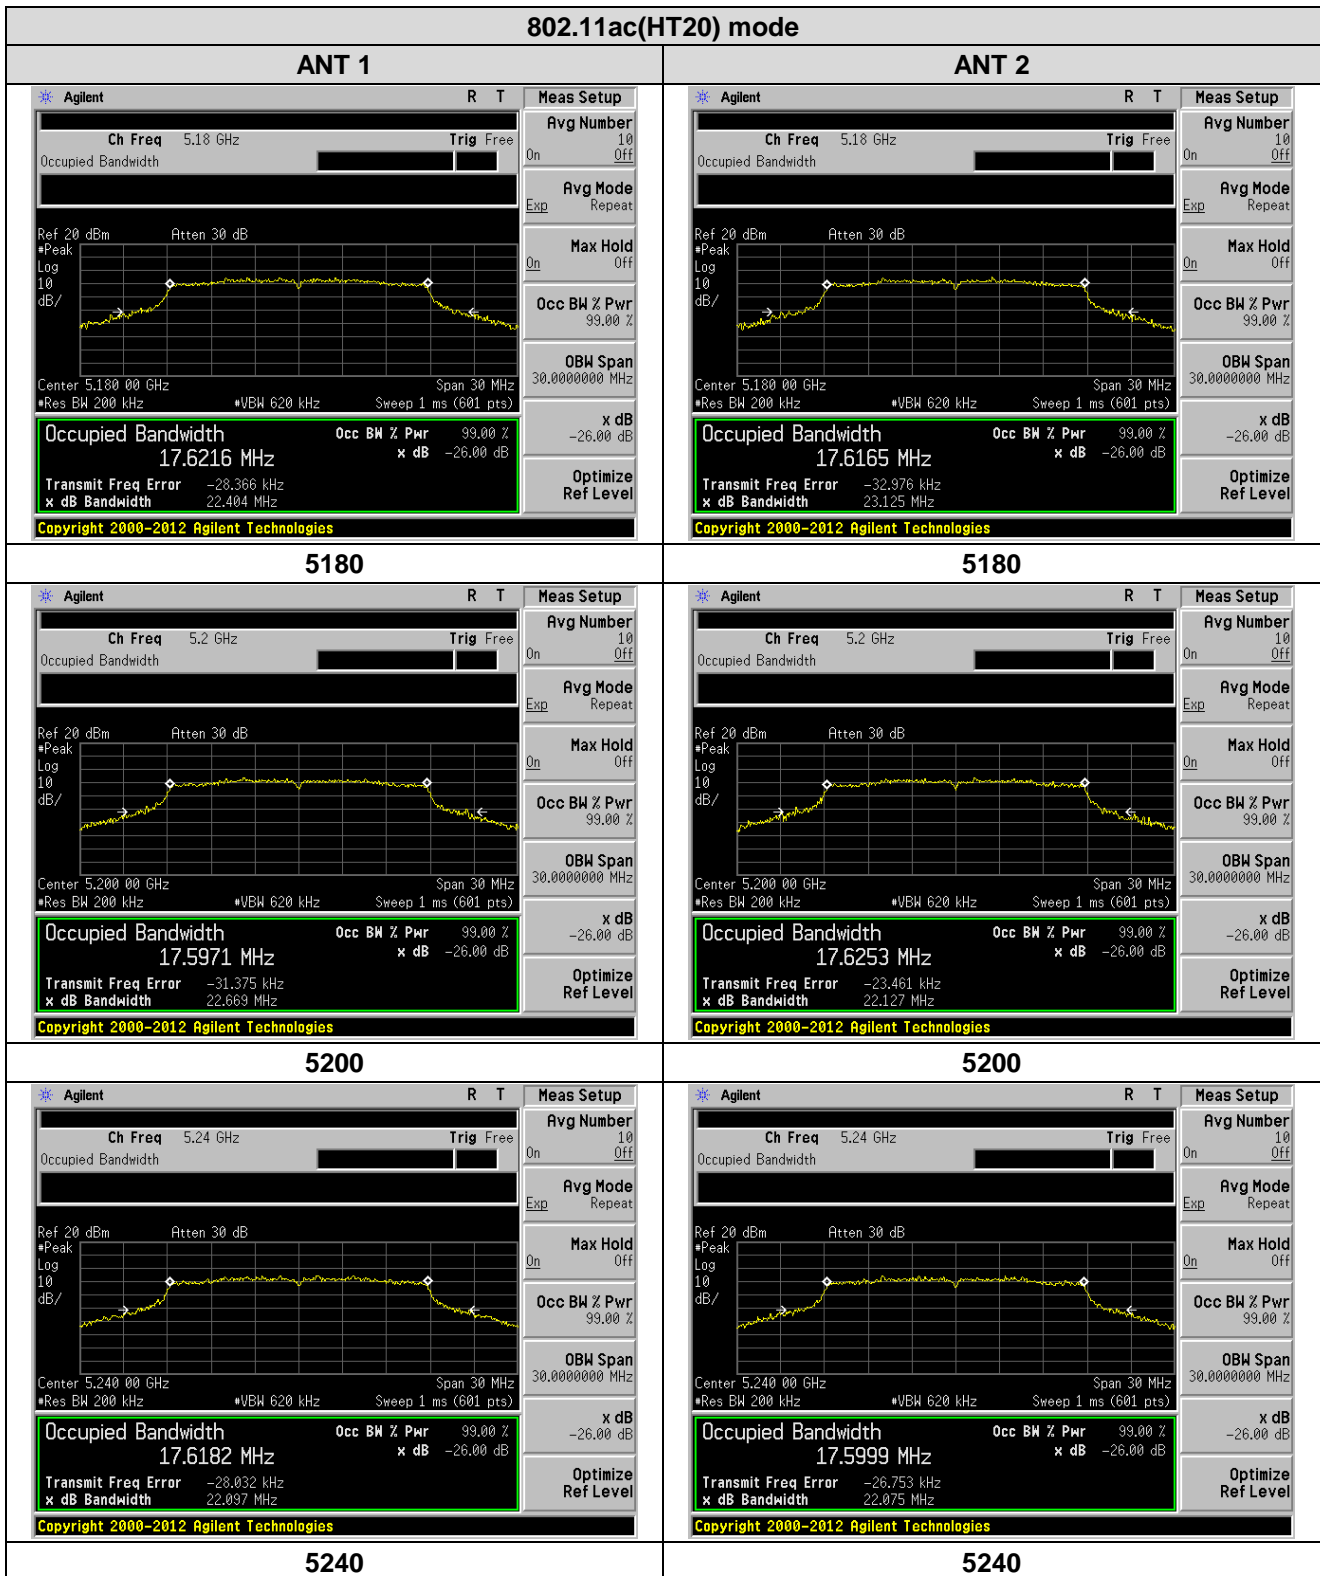 802.11ac(HT20) mode
ANT 1
ANT 2
Agilent R T
Meas Setup
Ch Freq 5.18 GHz Trig Free
Occupied Bandwidth
Avg Number
10
On Off
Avg Mode
Exp Repeat
Max Hold
On Off
Occ BW % Pwr
99.00 %
OBW Span
30.0000000 MHz
x dB
-26.00 dB
Optimize
Ref Level
Ref 20 dBm Atten 30 dB
#Peak
Log
10
dB/
Center 5.180 00 GHz Span 30 MHz
#Res BW 200 kHz #VBW 620 kHz Sweep 1 ms (601 pts)
Occupied Bandwidth Occ BW % Pwr 99.00 %
17.6216 MHz x dB -26.00 dB
Transmit Freq Error -28.366 kHz
x dB Bandwidth 22.404 MHz
Copyright 2000-2012 Agilent Technologies
5180
Agilent R T
Meas Setup
Ch Freq 5.18 GHz Trig Free
Occupied Bandwidth
Avg Number
10
On Off
Avg Mode
Exp Repeat
Max Hold
On Off
Occ BW % Pwr
99.00 %
OBW Span
30.0000000 MHz
x dB
-26.00 dB
Optimize
Ref Level
Ref 20 dBm Atten 30 dB
#Peak
Log
10
dB/
Center 5.180 00 GHz Span 30 MHz
#Res BW 200 kHz #VBW 620 kHz Sweep 1 ms (601 pts)
Occupied Bandwidth Occ BW % Pwr 99.00 %
17.6165 MHz x dB -26.00 dB
Transmit Freq Error -32.976 kHz
x dB Bandwidth 23.125 MHz
Copyright 2000-2012 Agilent Technologies
5180
Agilent R T
Meas Setup
Ch Freq 5.2 GHz Trig Free
Occupied Bandwidth
Avg Number
10
On Off
Avg Mode
Exp Repeat
Max Hold
On Off
Occ BW % Pwr
99.00 %
OBW Span
30.0000000 MHz
x dB
-26.00 dB
Optimize
Ref Level
Ref 20 dBm Atten 30 dB
#Peak
Log
10
dB/
Center 5.200 00 GHz Span 30 MHz
#Res BW 200 kHz #VBW 620 kHz Sweep 1 ms (601 pts)
Occupied Bandwidth Occ BW % Pwr 99.00 %
17.5971 MHz x dB -26.00 dB
Transmit Freq Error -31.375 kHz
x dB Bandwidth 22.669 MHz
Copyright 2000-2012 Agilent Technologies
5200
Agilent R T
Meas Setup
Ch Freq 5.2 GHz Trig Free
Occupied Bandwidth
Avg Number
10
On Off
Avg Mode
Exp Repeat
Max Hold
On Off
Occ BW % Pwr
99.00 %
OBW Span
30.0000000 MHz
x dB
-26.00 dB
Optimize
Ref Level
Ref 20 dBm Atten 30 dB
#Peak
Log
10
dB/
Center 5.200 00 GHz Span 30 MHz
#Res BW 200 kHz #VBW 620 kHz Sweep 1 ms (601 pts)
Occupied Bandwidth Occ BW % Pwr 99.00 %
17.6253 MHz x dB -26.00 dB
Transmit Freq Error -23.461 kHz
x dB Bandwidth 22.127 MHz
Copyright 2000-2012 Agilent Technologies
5200
Agilent R T
Meas Setup
Ch Freq 5.24 GHz Trig Free
Occupied Bandwidth
Avg Number
10
On Off
Avg Mode
Exp Repeat
Max Hold
On Off
Occ BW % Pwr
99.00 %
OBW Span
30.0000000 MHz
x dB
-26.00 dB
Optimize
Ref Level
Ref 20 dBm Atten 30 dB
#Peak
Log
10
dB/
Center 5.240 00 GHz Span 30 MHz
#Res BW 200 kHz #VBW 620 kHz Sweep 1 ms (601 pts)
Occupied Bandwidth Occ BW % Pwr 99.00 %
17.6182 MHz x dB -26.00 dB
Transmit Freq Error -28.032 kHz
x dB Bandwidth 22.097 MHz
Copyright 2000-2012 Agilent Technologies
5240
Agilent R T
Meas Setup
Ch Freq 5.24 GHz Trig Free
Occupied Bandwidth
Avg Number
10
On Off
Avg Mode
Exp Repeat
Max Hold
On Off
Occ BW % Pwr
99.00 %
OBW Span
30.0000000 MHz
x dB
-26.00 dB
Optimize
Ref Level
Ref 20 dBm Atten 30 dB
#Peak
Log
10
dB/
Center 5.240 00 GHz Span 30 MHz
#Res BW 200 kHz #VBW 620 kHz Sweep 1 ms (601 pts)
Occupied Bandwidth Occ BW % Pwr 99.00 %
17.5999 MHz x dB -26.00 dB
Transmit Freq Error -26.753 kHz
x dB Bandwidth 22.075 MHz
Copyright 2000-2012 Agilent Technologies
5240